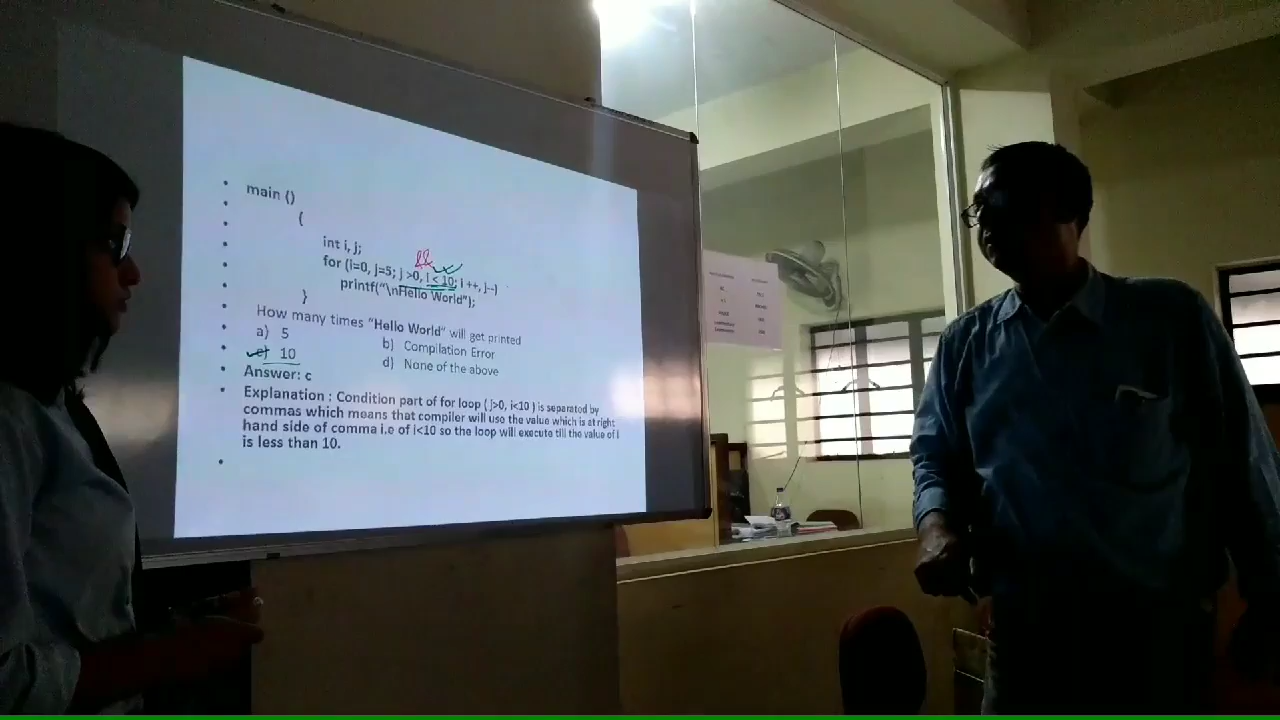 main ()
{
int i, j;
&&
for (i=0, j=5; j >0, i < 10; i ++, j--)
printf("\nHello World");
}
How many times "Hello World" will get printed
a) 5
b) Compilation Error
c) 10
d) None of the above
Answer: c
Explanation : Condition part of for loop ( j>0, i<10 ) is separated by
commas which means that compiler will use the value which is at right
hand side of comma i.e of i<10 so the loop will execute till the value of i
is less than 10.